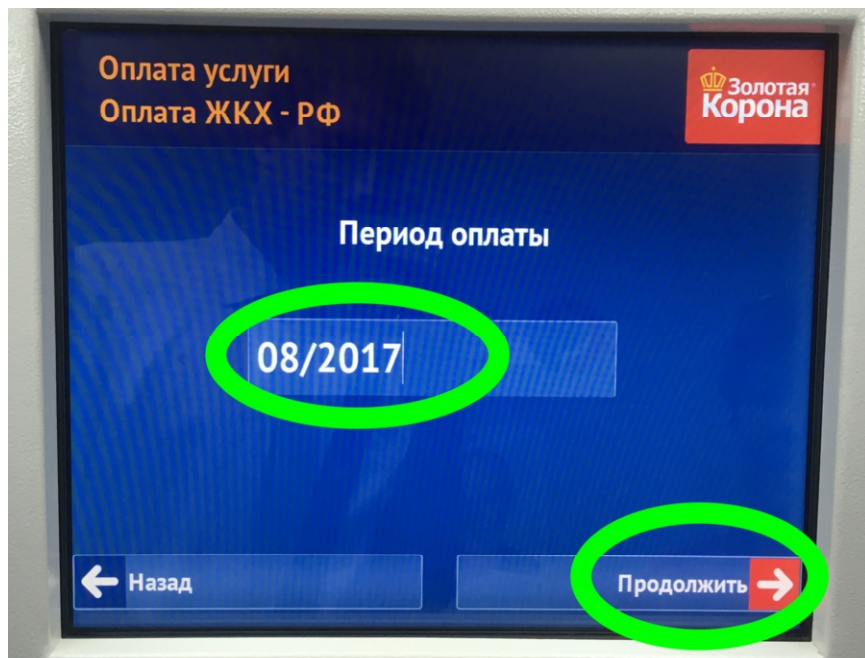 Оплата услуги
Оплата ЖКХ - РФ
Золотая
Корона
Период оплаты
08/2017
Назад
Продолжить